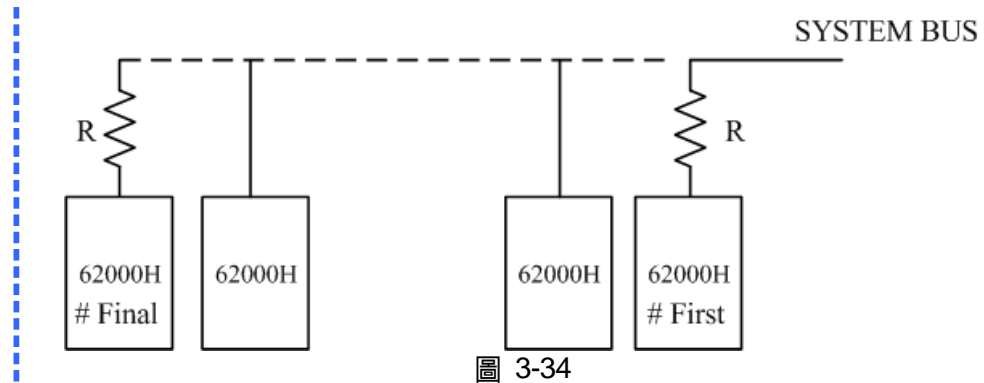 SYSTEM BUS
R
R
62000H
# Final
62000H
62000H
62000H
# First
圖 3-34